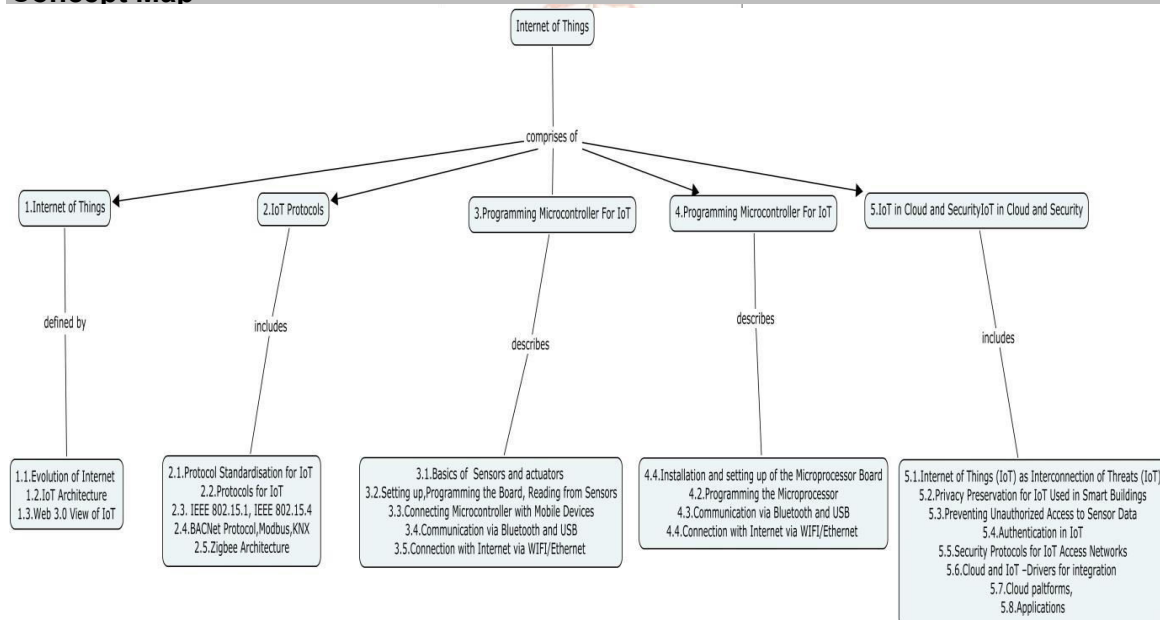 Concept Map
Internet of Things
comprises of
1.Internet of Things
2.IoT Protocols
3.Programming Microcontroller For IoT
4.Programming Microcontroller For IoT
5.IoT in Cloud and SecurityIoT in Cloud and Security
defined by
includes
describes
describes
includes
1.1.Evolution of Internet
1.2.IoT Architecture
1.3.Web 3.0 View of IoT
2.1.Protocol Standardisation for IoT
2.2.Protocols for IoT
2.3. IEEE 802.15.1, IEEE 802.15.4
2.4.BACNet Protocol,Modbus,KNX
2.5.Zigbee Architecture
3.1.Basics of Sensors and actuators
3.2.Setting up,Programming the Board, Reading from Sensors
3.3.Connecting Microcontroller with Mobile Devices
3.4.Communication via Bluetooth and USB
3.5.Connection with Internet via WIFI/Ethernet
4.4.Installation and setting up of the Microprocessor Board
4.2.Programming the Microprocessor
4.3.Communication via Bluetooth and USB
4.4.Connection with Internet via WIFI/Ethernet
5.1.Internet of Things (IoT) as Interconnection of Threats (IoT)
5.2.Privacy Preservation for IoT Used in Smart Buildings
5.3.Preventing Unauthorized Access to Sensor Data
5.4.Authentication in IoT
5.5.Security Protocols for IoT Access Networks
5.6.Cloud and IoT –Drivers for integration
5.7.Cloud paltforms,
5.8.Applications